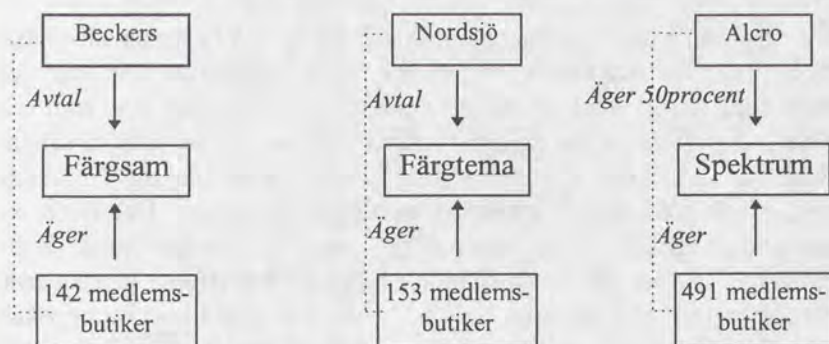 Beckers
Avtal
Färgsam
Äger
142 medlems-
butiker
Nordsjö
Avtal
Färgtema
Äger
153 medlems-
butiker
Alcro
Äger 50procent
Spektrum
Äger
491 medlems-
butiker